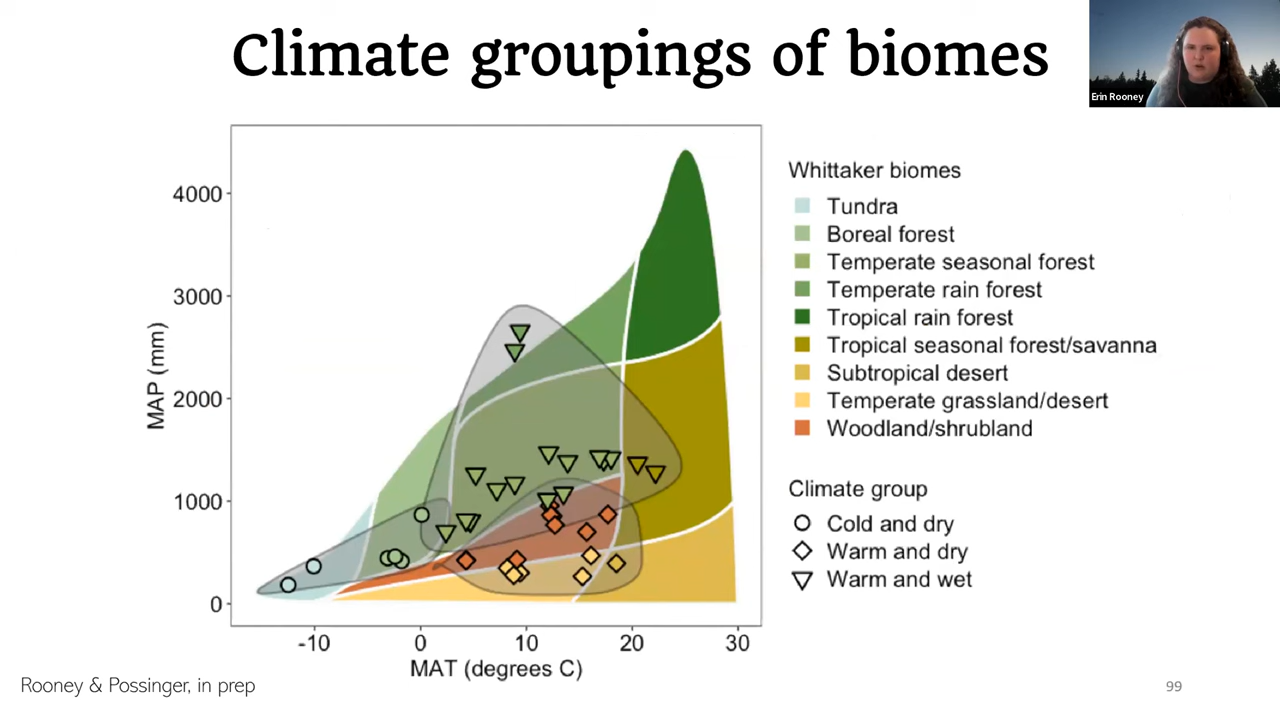 Climate groupings of biomes
Erin Rooney
MAP (mm)
4000
3000
2000
1000
0
-10
0
10
20
30
MAT (degrees C)
Whittaker biomes
Tundra
Boreal forest
Temperate seasonal forest
Temperate rain forest
Tropical rain forest
Tropical seasonal forest/savanna
Subtropical desert
Temperate grassland/desert
Woodland/shrubland
Climate group
Cold and dry
Warm and dry
Warm and wet
Rooney & Possinger, in prep
99